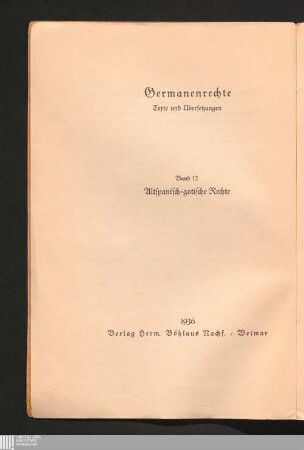 Germanenrechte
Texte und Übersetzungen
Band 12
Altspanisch-gotische Rechte
1936
Verlag Herm. Böhlaus Nachf. - Weimar